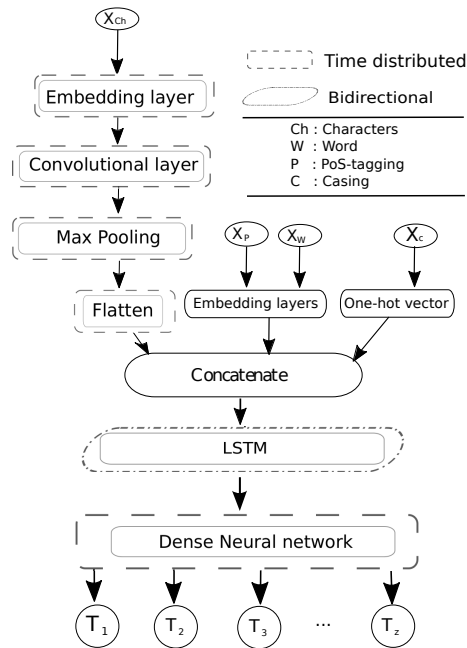 XCh
Time distributed
Embedding layer
Bidirectional
Ch : Characters
W : Word
P : PoS-tagging
C : Casing
Convolutional layer
Max Pooling
XP
XW
Xc
Flatten
Embedding layers
One-hot vector
Concatenate
LSTM
Dense Neural network
T1
T2
T3
...
Tz